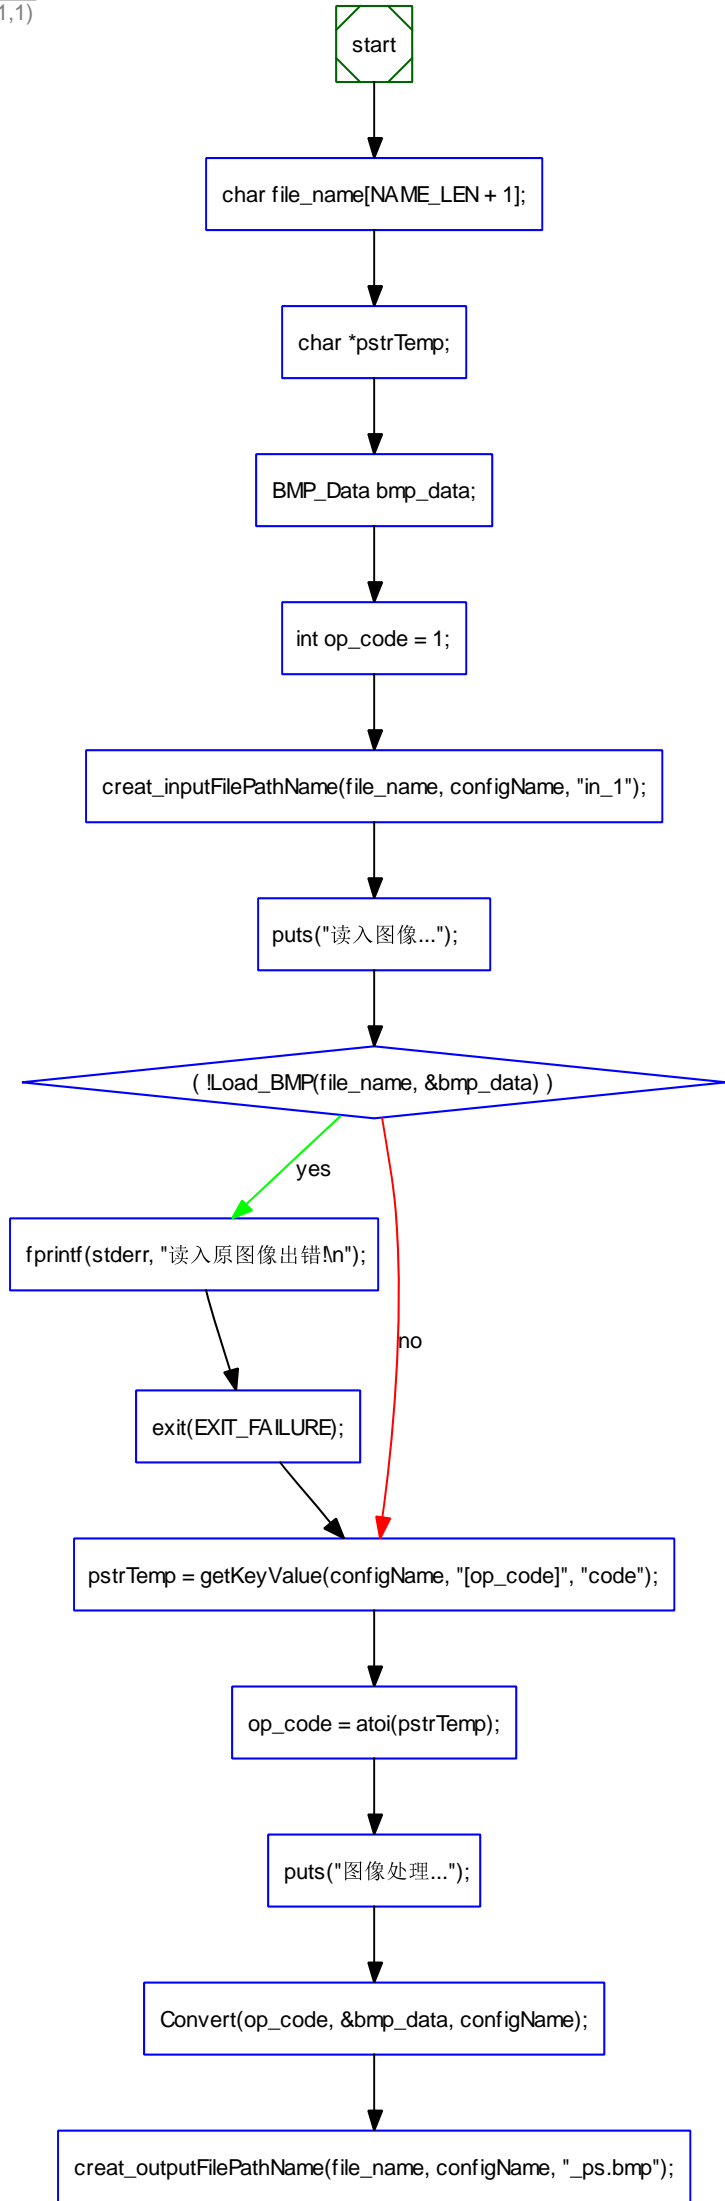 1,1)
start
char file_name[NAME_LEN + 1];
char *pstrTemp;
BMP_Data bmp_data;
int op_code = 1;
creat_inputFilePathName(file_name, configName, "in_1");
puts("读入图像...");
( !Load_BMP(file_name, &bmp_data) )
yes
fprintf(stderr, "读入原图像出错!\n");
no
exit(EXIT_FAILURE);
pstrTemp = getKeyValue(configName, "[op_code]", "code");
op_code = atoi(pstrTemp);
puts("图像处理...");
Convert(op_code, &bmp_data, configName);
creat_outputFilePathName(file_name, configName, "_ps.bmp");